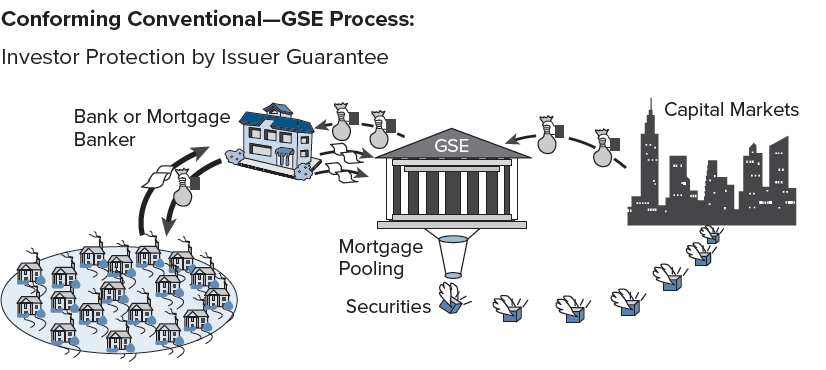 Conforming Conventional—GSE Process:
Investor Protection by Issuer Guarantee
Bank or Mortgage
Banker
GSE
Capital Markets
Mortgage
Pooling
Securities